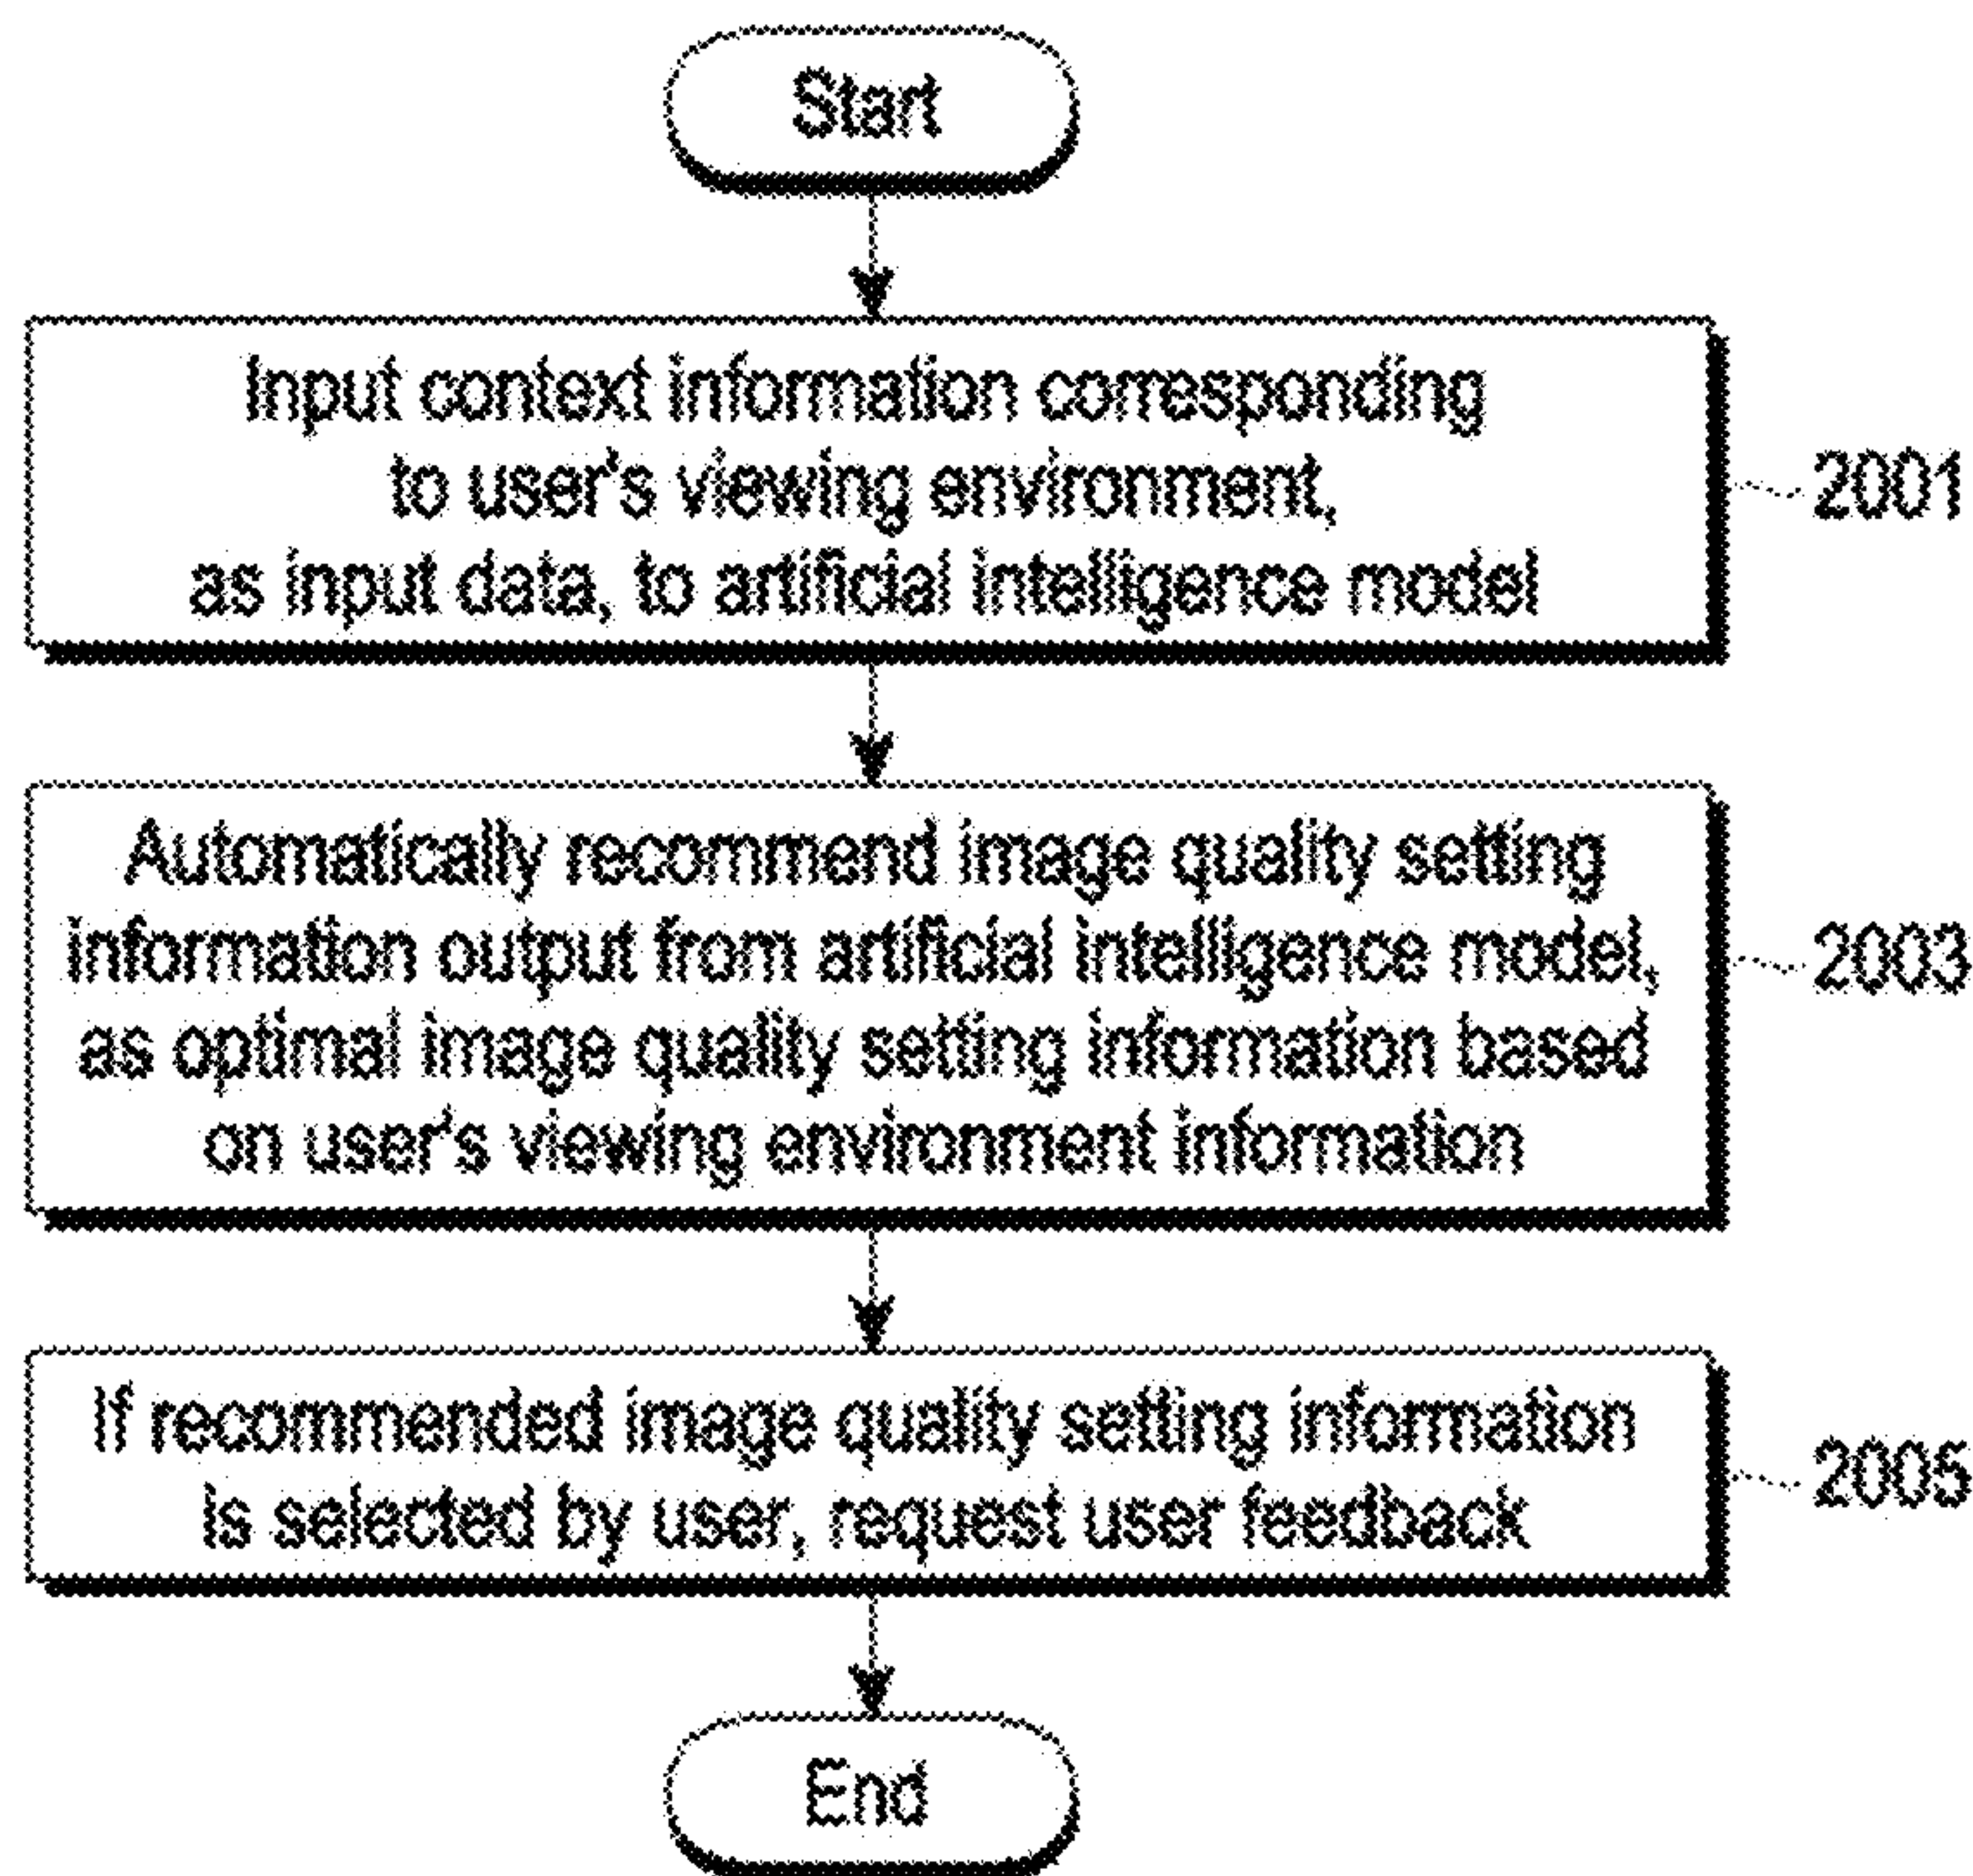 Start
Input context information corresponding
to user's viewing environment,
as input data, to artificial intelligence model
2001
Automatically recommend image quality setting
information output from artificial intelligence model,
as optimal image quality setting information based
on user's viewing environment information
2003
If recommended image quality setting information
is selected by user, request user feedback
2005
End